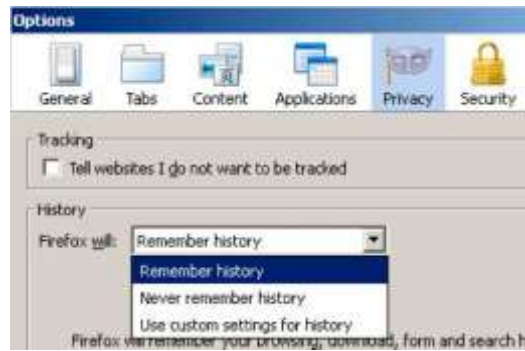 Options
General Tabs Content Applications Privacy Security
Tracking
Tell websites I do not want to be tracked
History
Firefox will: Remember history
Remember history
Never remember history
Use custom settings for history
Firefox will remember your browsing, download, form and search h